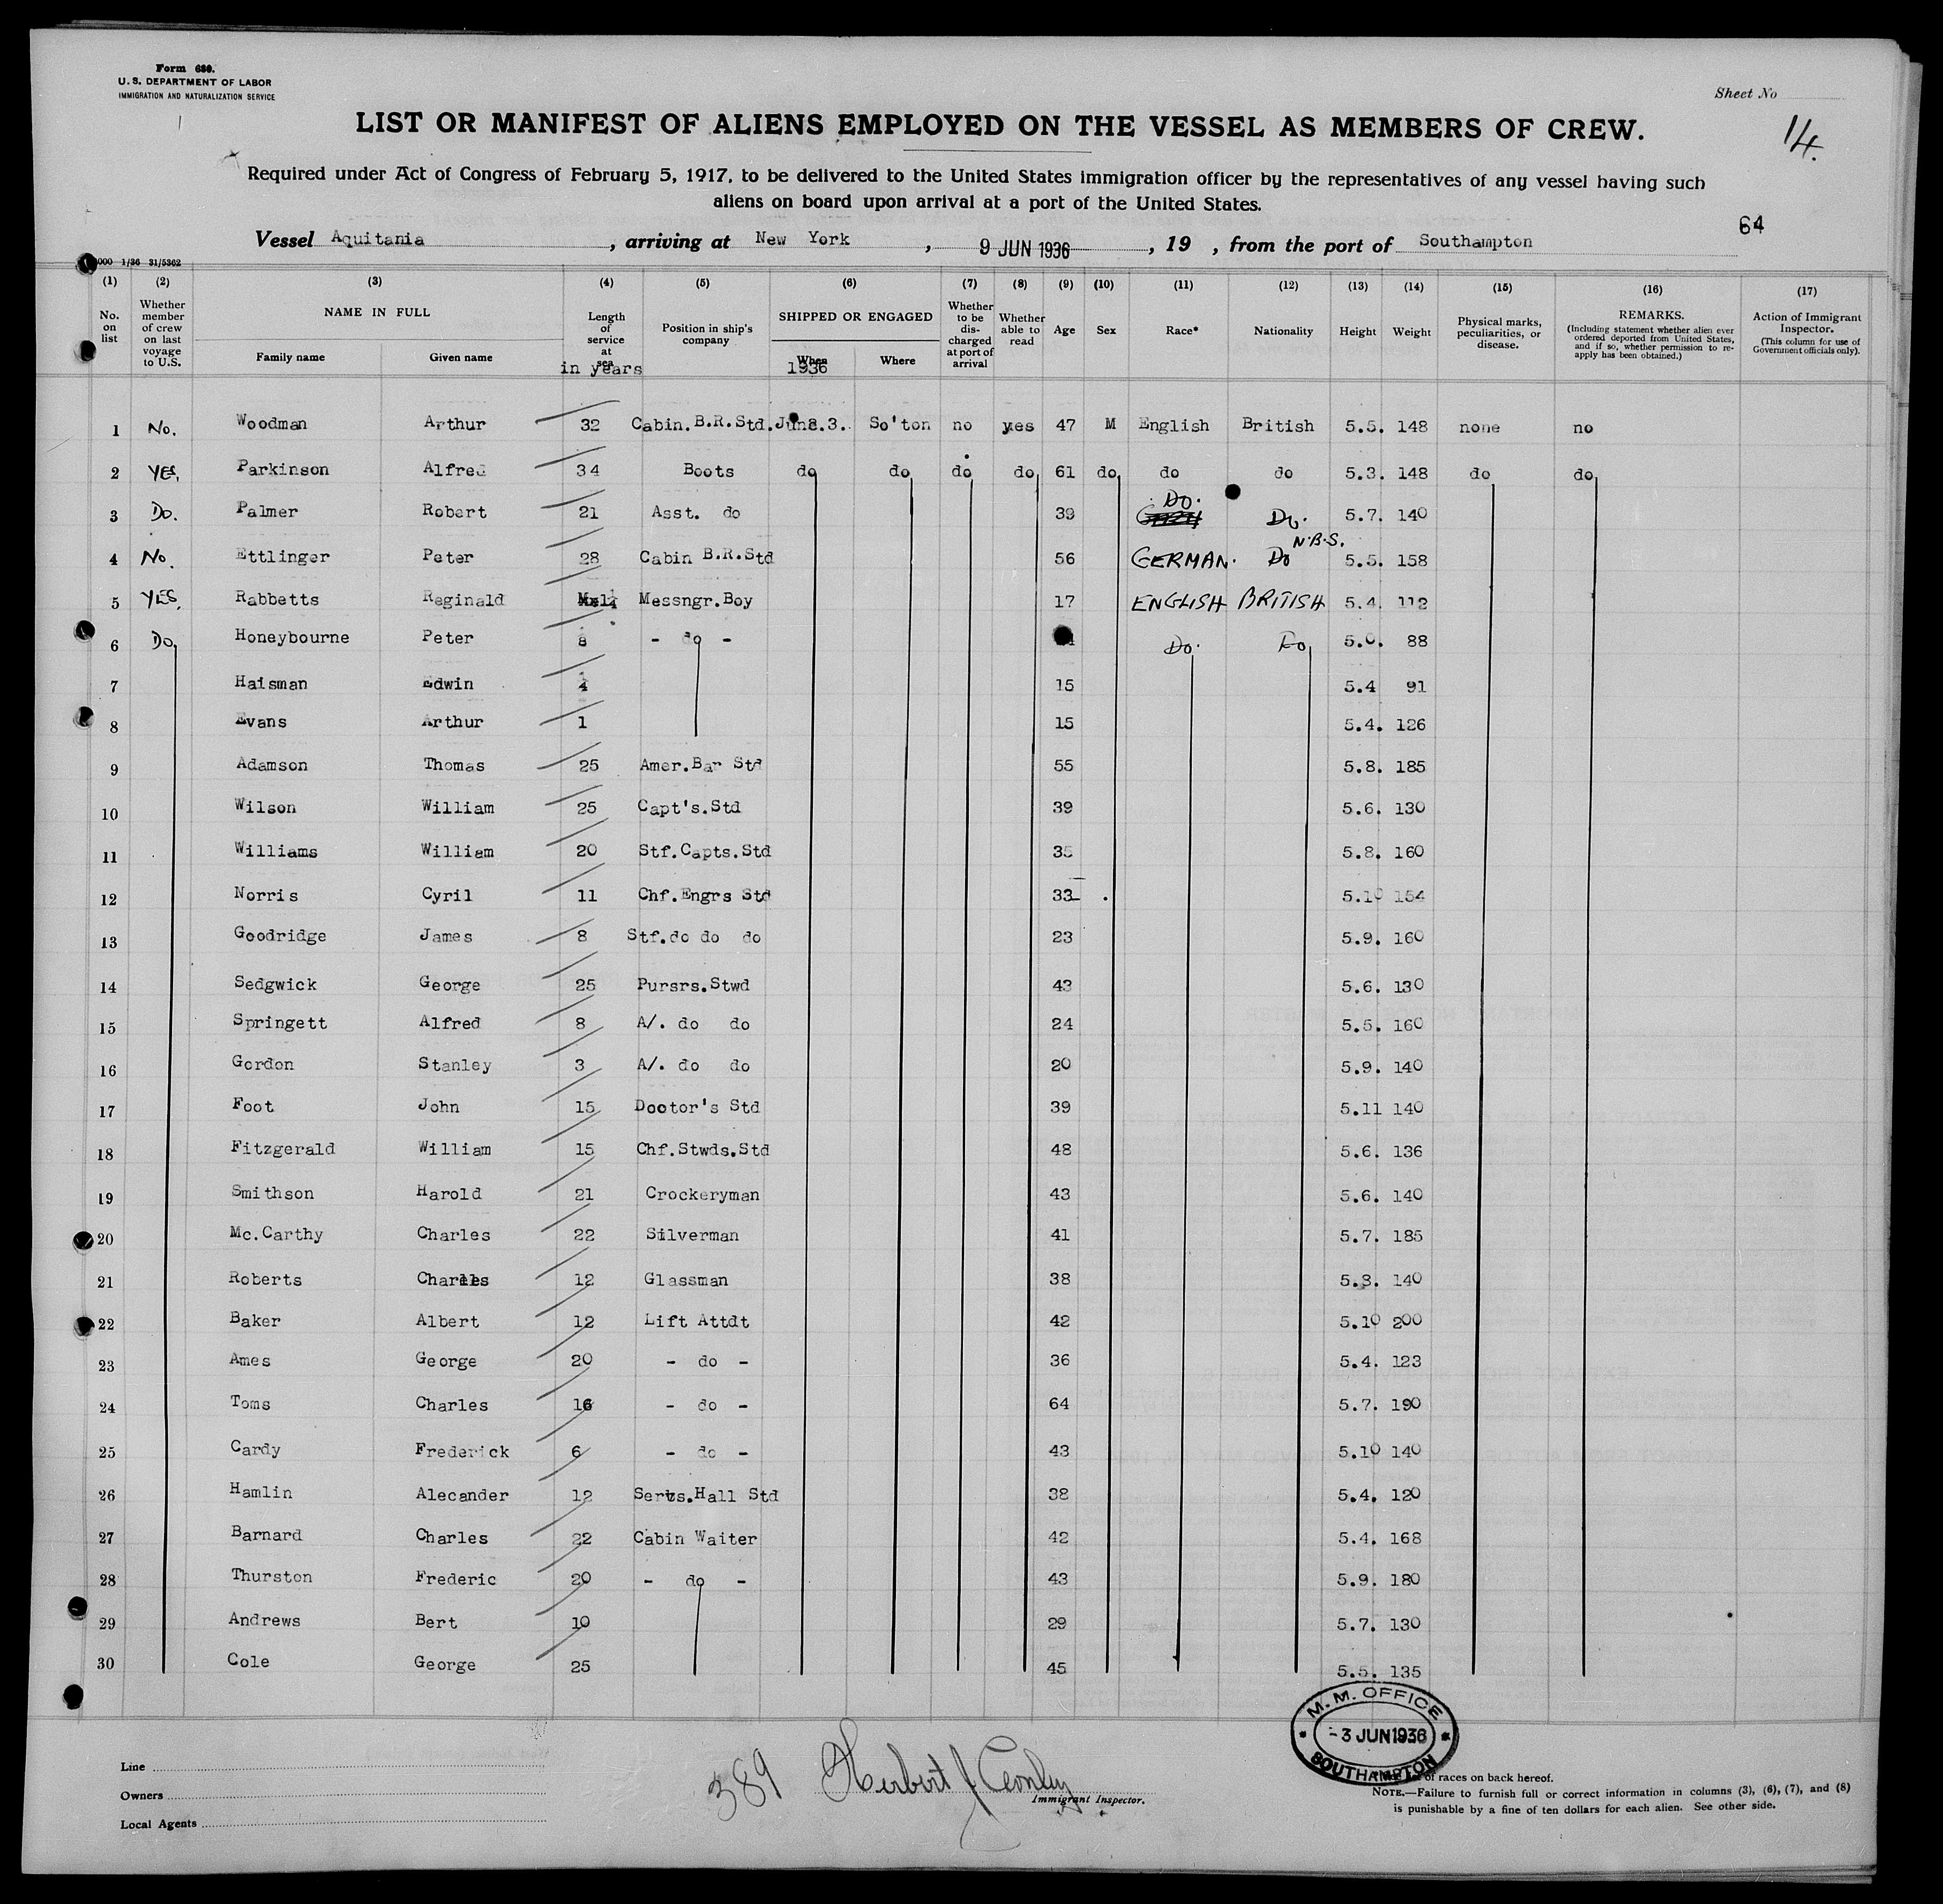 Form 680.
U. S. DEPARTMENT OF LABOR
IMMIGRATION AND NATURALIZATION SERVICE
Sheet No
14.
LIST OR MANIFEST OF ALIENS EMPLOYED ON THE VESSEL AS MEMBERS OF CREW.
Required under Act of Congress of February 5, 1917, to be delivered to the United States immigration officer by the representatives of any vessel having such
aliens on board upon arrival at a port of the United States.
64
Vessel Aquitania, arriving at New York, 9 JUN 1936, 19 , from the port of Southampton
000 1/36 31/5362
(1) (2) (3) (4) (5) (6) (7) (8) (9) (10) (11) (12) (13) (14) (15) (16) (17)
No. on list
Whether member of crew on last voyage to U.S.
NAME IN FULL
Family name Given name
Length of service at sea
in years
Position in ship's company
SHIPPED OR ENGAGED
When Where
1936
Whether to be discharged at port of arrival
Whether able to read
Age
Sex
Race*
Nationality
Height
Weight
Physical marks, peculiarities, or disease.
REMARKS.
(Including statement whether alien ever ordered deported from United States, and if so, whether permission to re-apply has been obtained.)
Action of Immigrant Inspector.
(This column for use of Government officials only).
1 No. Woodman Arthur 32 Cabin.B.R.Std. June.3. So'ton no yes 47 M English British 5.5. 148 none no
2 YES. Parkinson Alfred 34 Boots do do do do 61 do do do 5.3. 148 do do
3 Do. Palmer Robert 21 Asst. do 39 Do. Do. 5.7. 140
4 No. Ettlinger Peter 28 Cabin B.R.Std 56 GERMAN. Do N.B.S. 5.5. 158
5 YES. Rabbetts Reginald Messngr.Boy 17 ENGLISH BRITISH 5.4. 112
6 Do. Honeybourne Peter 8 - do - Do. Do 5.0. 88
7 Haisman Edwin 4 15 5.4 91
8 Evans Arthur 1 15 5.4. 126
9 Adamson Thomas 25 Amer.Bar Std 55 5.8. 185
10 Wilson William 25 Capt's.Std 39 5.6. 130
11 Williams William 20 Stf.Capts.Std 35 5.8. 160
12 Norris Cyril 11 Chf.Engrs Std 33 5.10 154
13 Goodridge James 8 Stf.do do do 23 5.9. 160
14 Sedgwick George 25 Pursrs.Stwd 43 5.6. 130
15 Springett Alfred 8 A/. do do 24 5.5. 160
16 Gordon Stanley 3 A/. do do 20 5.9. 140
17 Foot John 15 Doctor's Std 39 5.11 140
18 Fitzgerald William 15 Chf.Stwds.Std 48 5.6. 136
19 Smithson Harold 21 Crockeryman 43 5.6. 140
20 Mc.Carthy Charles 22 Silverman 41 5.7. 185
21 Roberts Charles 12 Glassman 38 5.8. 140
22 Baker Albert 12 Lift Attdt 42 5.10 200
23 Ames George 20 - do - 36 5.4. 123
24 Toms Charles 16 - do - 64 5.7. 190
25 Cardy Frederick 6 - do - 43 5.10 140
26 Hamlin Alecander 12 Servs.Hall Std 38 5.4. 120
27 Barnard Charles 22 Cabin Waiter 42 5.4. 168
28 Thurston Frederic 20 - do - 43 5.9. 180
29 Andrews Bert 10 29 5.7. 130
30 Cole George 25 45 5.5. 135
M. M. OFFICE
-3 JUN 1936
SOUTHAMPTON
Line
Owners
Local Agents
389 Herbert J
Immigrant Inspector.
of races on back hereof.
NOTE.—Failure to furnish full or correct information in columns (3), (6), (7), and (8)
is punishable by a fine of ten dollars for each alien. See other side.